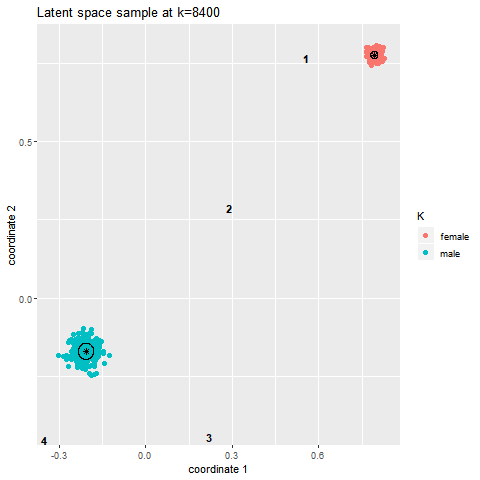 Latent space sample at k=8400
1
2
3
4
0.5
0.0
coordinate 2
-0.3
0.0
0.3
0.6
coordinate 1
K
female
male